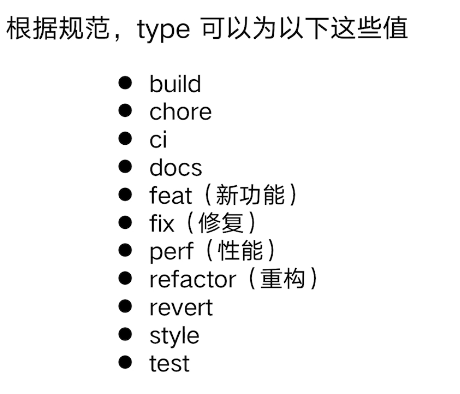 根据规范，type 可以为以下这些值
● build
● chore
● ci
● docs
● feat（新功能）
● fix（修复）
● perf（性能）
● refactor（重构）
● revert
● style
● test